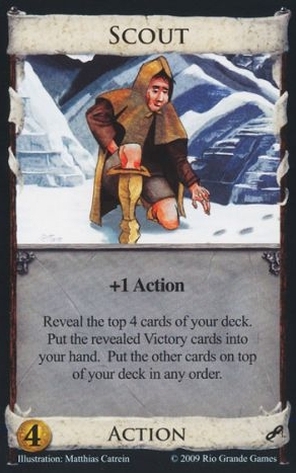 SCOUT
+1 Action
Reveal the top 4 cards of your deck.
Put the revealed Victory cards into
your hand. Put the other cards on top
of your deck in any order.
4
ACTION
Illustration: Matthias Catrein
© 2009 Rio Grande Games